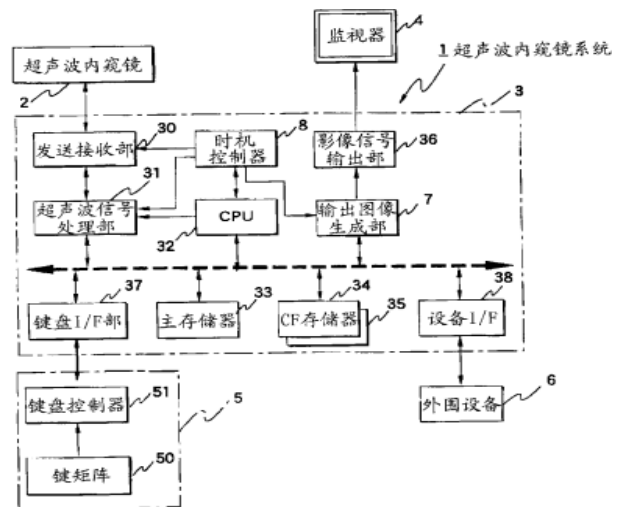 监视器
4
1 超声波内窥镜系统
超声波内窥镜
2
3
发送接收部
30
时机
控制器
8
影像信号
输出部
36
超声波信号
处理部
31
CPU
32
输出图像
生成部
7
键盘I/F部
37
主存储器
33
CF存储器
34
35
设备I/F
38
键盘控制器
51
5
外围设备
6
键矩阵
50